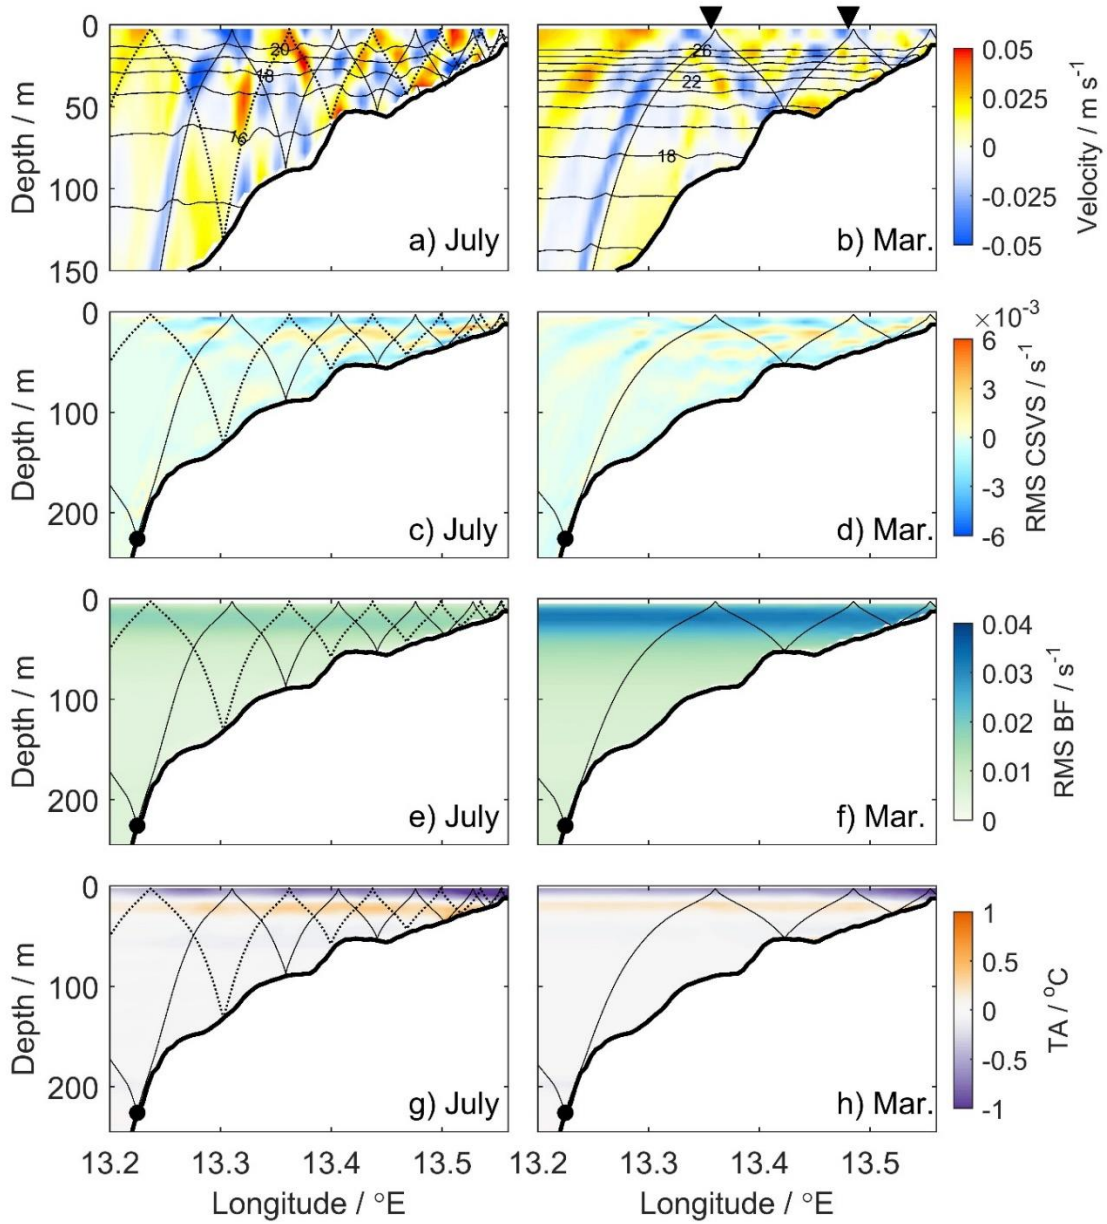 0
50
100
150
Depth / m
20
18
16
a) July
26
22
18
b) Mar.
0.05
0.025
0
-0.025
-0.05
Velocity / m s⁻¹
0
100
200
Depth / m
c) July
d) Mar.
×10⁻³
6
3
0
-3
-6
RMS CSVS / s⁻¹
0
100
200
Depth / m
e) July
f) Mar.
0.04
0.03
0.02
0.01
0
RMS BF / s⁻¹
0
100
200
Depth / m
g) July
h) Mar.
1
0.5
0
-0.5
-1
TA / °C
13.2 13.3 13.4 13.5 13.2 13.3 13.4 13.5
Longitude / °E Longitude / °E